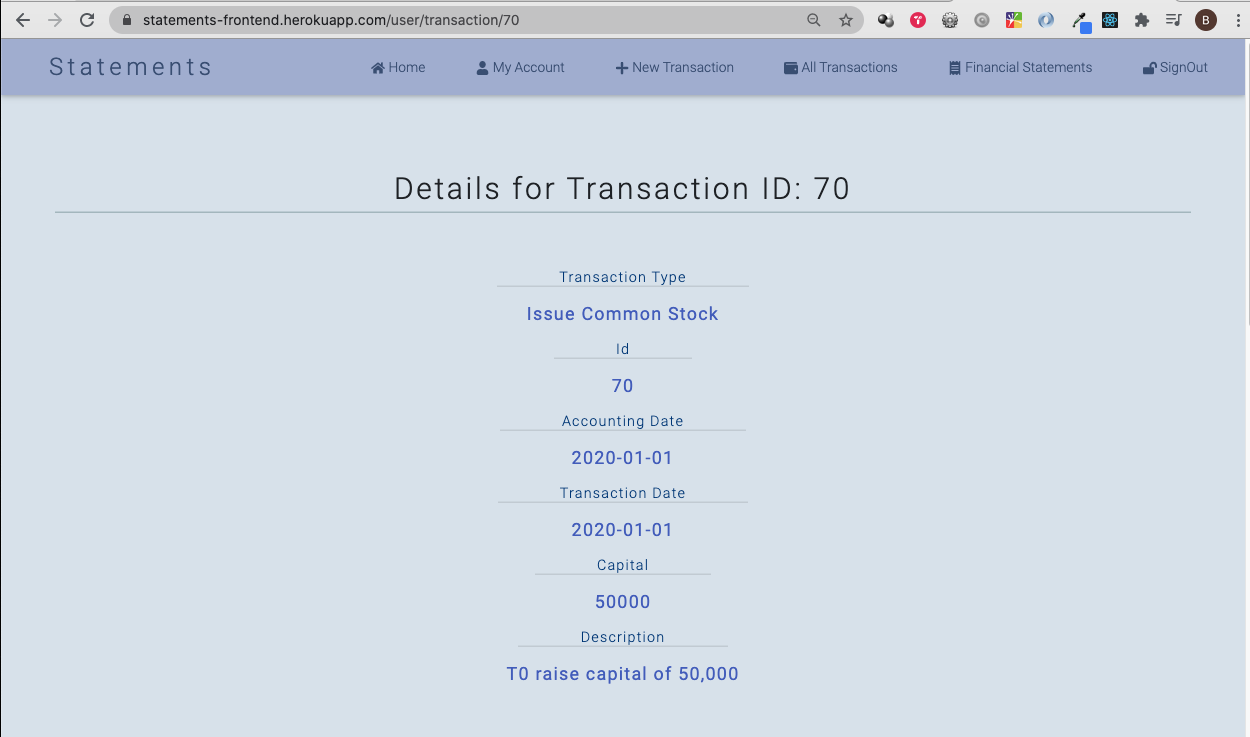 statements-frontend.herokuapp.com/user/transaction/70
B
Statements
Home
My Account
New Transaction
All Transactions
Financial Statements
SignOut
Details for Transaction ID: 70
Transaction Type
Issue Common Stock
Id
70
Accounting Date
2020-01-01
Transaction Date
2020-01-01
Capital
50000
Description
T0 raise capital of 50,000